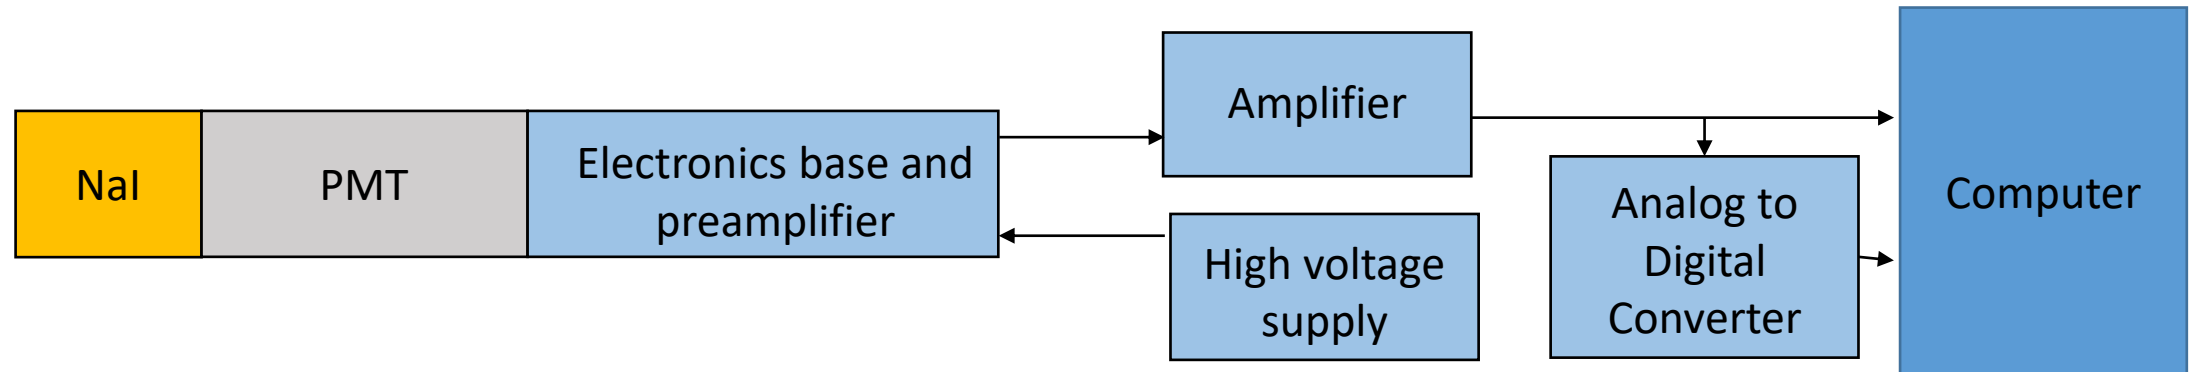 NaI
PMT
Electronics base and
preamplifier
Amplifier
High voltage
supply
Analog to
Digital
Converter
Computer